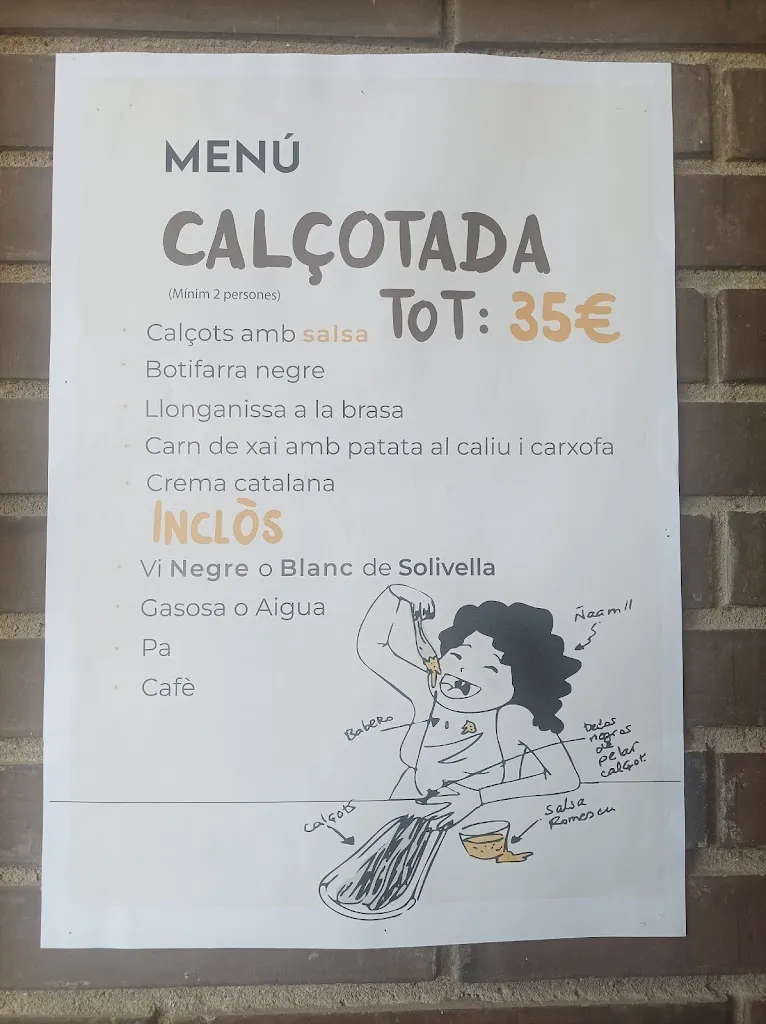 MENÚ
CALÇOTADA
(Mínim 2 persones)
TOT: 35€
Calçots amb salsa
Botifarra negre
Llonganissa a la brasa
Carn de xai amb patata al caliu i carxofa
Crema catalana
INCLÒS
Vi Negre o Blanc de Solivella
Gasosa o Aigua
Pa
Cafè
Ñaam!!
Babero
Dedos
negros
de
pelar
calçot
Calçots
Salsa
Romescu